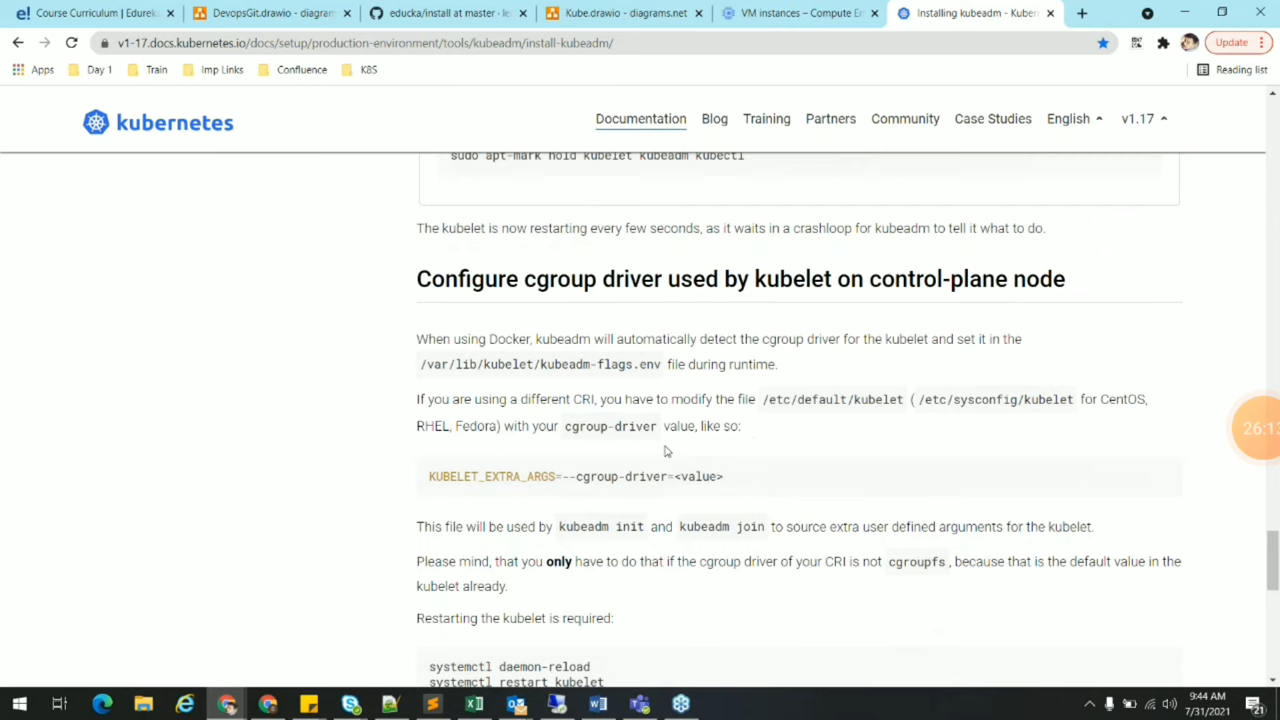 Course Curriculum | Edurek
DevopsGit.drawio - diagram
educka/install at master · le
Kube.drawio - diagrams.net
VM instances – Compute En
Installing kubeadm - Kubern
v1-17.docs.kubernetes.io/docs/setup/production-environment/tools/kubeadm/install-kubeadm/
Update
Apps
Day 1
Train
Imp Links
Confluence
K8S
Reading list
kubernetes
Documentation
Blog
Training
Partners
Community
Case Studies
English
v1.17
sudo apt-mark hold kubelet kubeadm kubectl
The kubelet is now restarting every few seconds, as it waits in a crashloop for kubeadm to tell it what to do.
Configure cgroup driver used by kubelet on control-plane node
When using Docker, kubeadm will automatically detect the cgroup driver for the kubelet and set it in the
/var/lib/kubelet/kubeadm-flags.env file during runtime.
If you are using a different CRI, you have to modify the file /etc/default/kubelet ( /etc/sysconfig/kubelet for CentOS,
RHEL, Fedora) with your cgroup-driver value, like so:
KUBELET_EXTRA_ARGS=--cgroup-driver=<value>
This file will be used by kubeadm init and kubeadm join to source extra user defined arguments for the kubelet.
Please mind, that you only have to do that if the cgroup driver of your CRI is not cgroupfs , because that is the default value in the
kubelet already.
Restarting the kubelet is required:
systemctl daemon-reload
systemctl restart kubelet
26:13
9:44 AM
7/31/2021
21